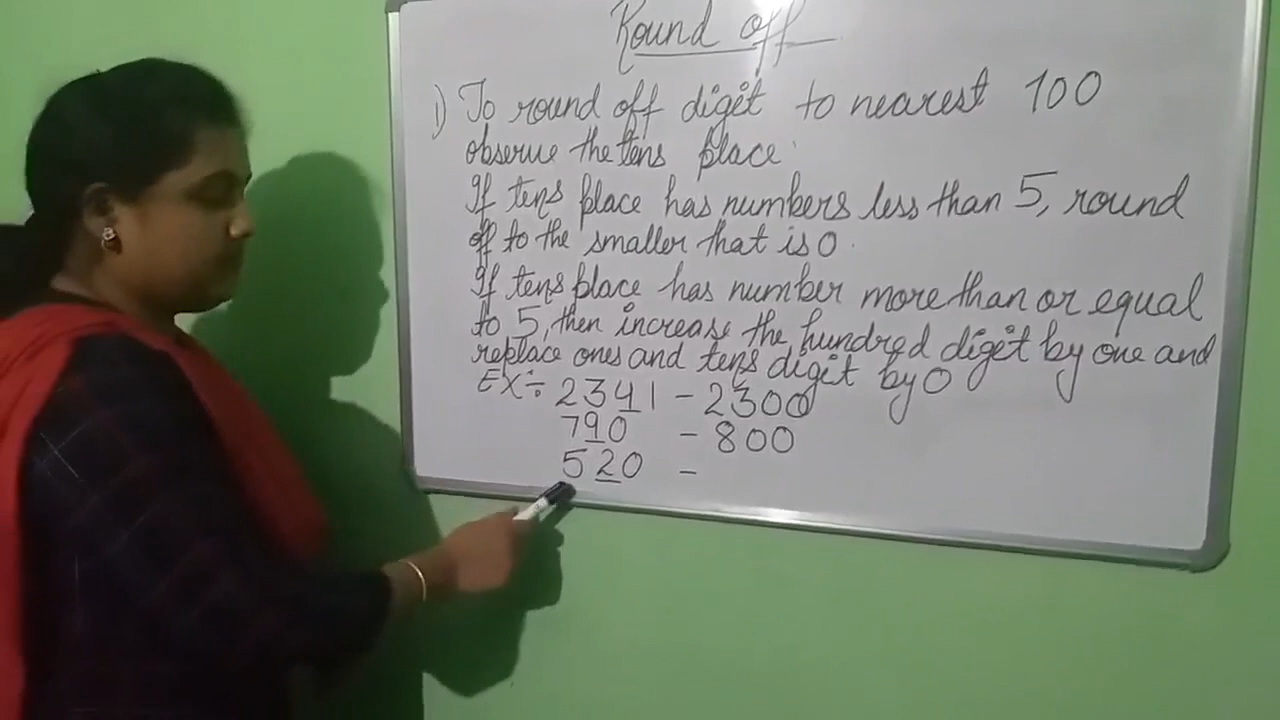 Round off
1) To round off digit to nearest 100
observe the tens place.
If tens place has numbers less than 5, round
off to the smaller that is 0.
If tens place has number more than or equal
to 5, then increase the hundred digit by one and
replace ones and tens digit by 0
EX÷ 2341 - 2300
790 - 800
520 -